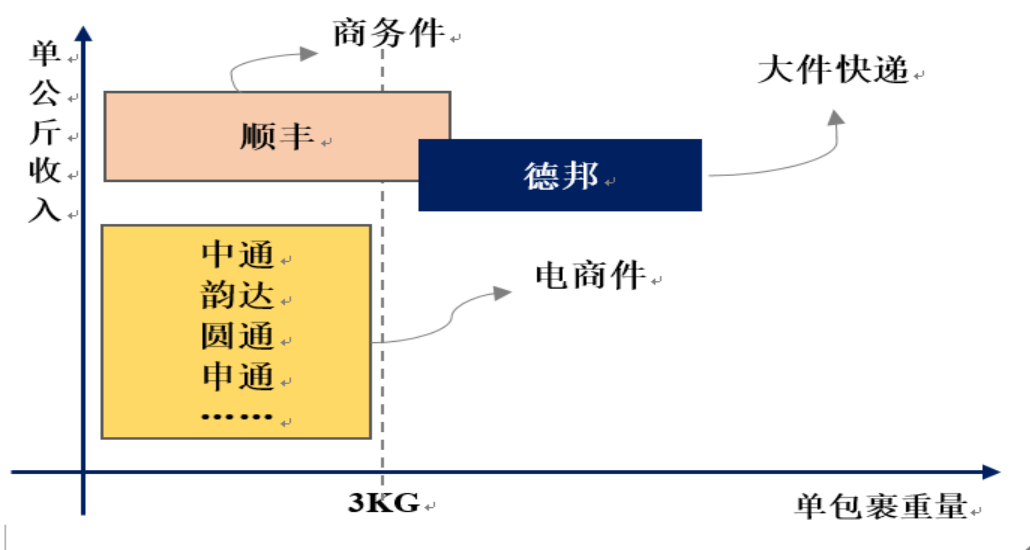 商务件
单公斤收入
大件快递
顺丰
德邦
中通
韵达
圆通
申通
……
电商件
3KG
单包裹重量